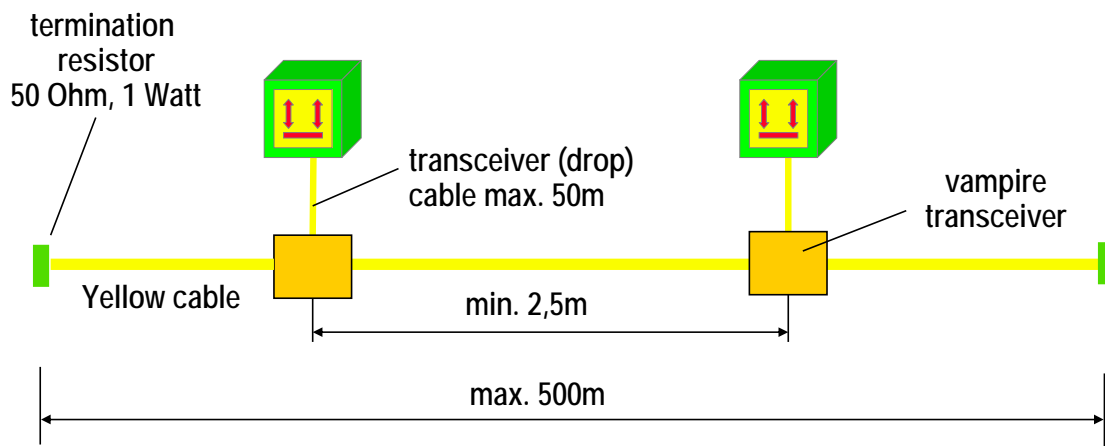 termination
resistor
50 Ohm, 1 Watt
transceiver (drop)
cable max. 50m
vampire
transceiver
Yellow cable
min. 2,5m
max. 500m